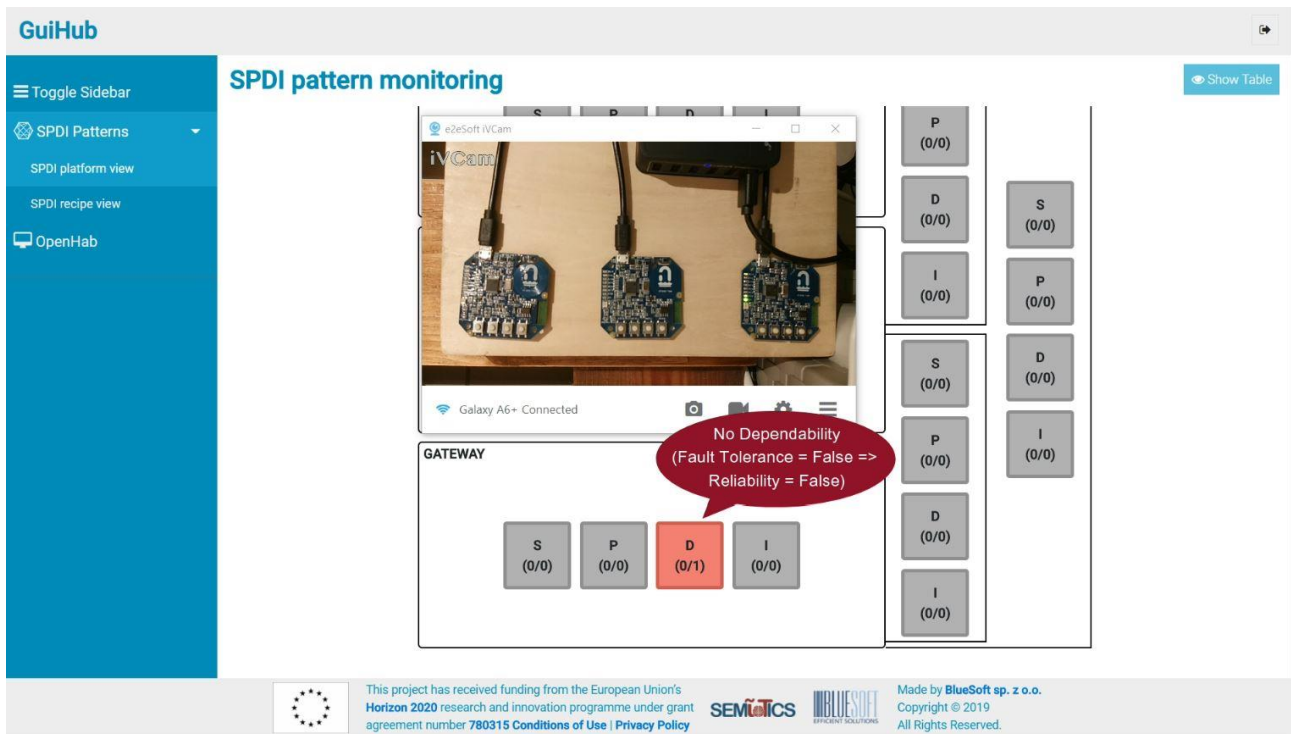 GuiHub
Toggle Sidebar
SPDI Patterns
SPDI platform view
SPDI recipe view
OpenHab
SPDI pattern monitoring
Show Table
S
P
D
I
e2eSoft iVCam
iVCam
Galaxy A6+ Connected
P
(0/0)
D
(0/0)
I
(0/0)
S
(0/0)
P
(0/0)
D
(0/0)
I
(0/0)
S
(0/0)
P
(0/0)
D
(0/0)
I
(0/0)
No Dependability
(Fault Tolerance = False =>
Reliability = False)
GATEWAY
S
(0/0)
P
(0/0)
D
(0/1)
I
(0/0)
This project has received funding from the European Union's
Horizon 2020 research and innovation programme under grant
agreement number 780315 Conditions of Use | Privacy Policy
SEMIoTICS
BLUESOFT
EFFICIENT SOLUTIONS
Made by BlueSoft sp. z o.o.
Copyright © 2019
All Rights Reserved.